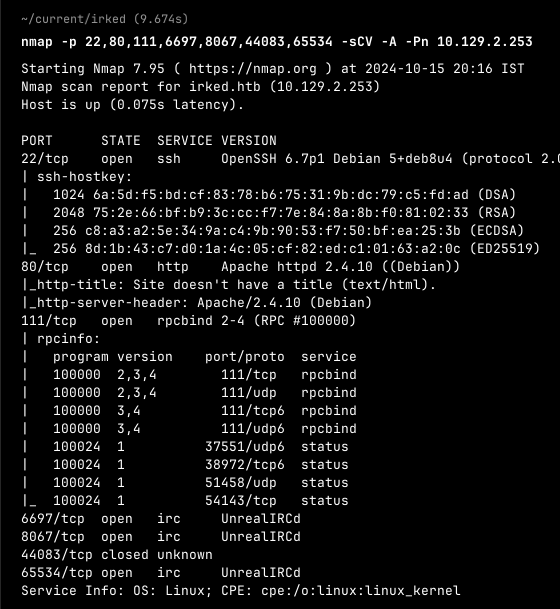 ~/current/irked (9.674s)
nmap -p 22,80,111,6697,8067,44083,65534 -sCV -A -Pn 10.129.2.253
Starting Nmap 7.95 ( https://nmap.org ) at 2024-10-15 20:16 IST
Nmap scan report for irked.htb (10.129.2.253)
Host is up (0.075s latency).
PORT      STATE  SERVICE VERSION
22/tcp    open   ssh     OpenSSH 6.7p1 Debian 5+deb8u4 (protocol 2.0
| ssh-hostkey:
|   1024 6a:5d:f5:bd:cf:83:78:b6:75:31:9b:dc:79:c5:fd:ad (DSA)
|   2048 75:2e:66:bf:b9:3c:cc:f7:7e:84:8a:8b:f0:81:02:33 (RSA)
|   256 c8:a3:a2:5e:34:9a:c4:9b:90:53:f7:50:bf:ea:25:3b (ECDSA)
|_  256 8d:1b:43:c7:d0:1a:4c:05:cf:82:ed:c1:01:63:a2:0c (ED25519)
80/tcp    open   http    Apache httpd 2.4.10 ((Debian))
|_http-title: Site doesn't have a title (text/html).
|_http-server-header: Apache/2.4.10 (Debian)
111/tcp   open   rpcbind 2-4 (RPC #100000)
| rpcinfo:
|   program version    port/proto  service
|   100000  2,3,4        111/tcp   rpcbind
|   100000  2,3,4        111/udp   rpcbind
|   100000  3,4          111/tcp6  rpcbind
|   100000  3,4          111/udp6  rpcbind
|   100024  1          37551/udp6  status
|   100024  1          38972/tcp6  status
|   100024  1          51458/udp   status
|_  100024  1          54143/tcp   status
6697/tcp  open   irc     UnrealIRCd
8067/tcp  open   irc     UnrealIRCd
44083/tcp closed unknown
65534/tcp open   irc     UnrealIRCd
Service Info: OS: Linux; CPE: cpe:/o:linux:linux_kernel